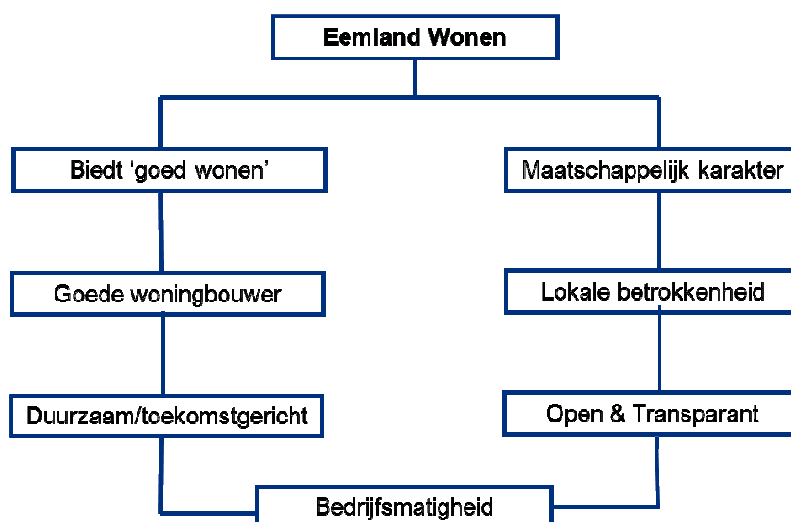 Eemland Wonen
Biedt ‘goed wonen’
Maatschappelijk karakter
Goede woningbouwer
Lokale betrokkenheid
Duurzaam/toekomstgericht
Open & Transparant
Bedrijfsmatigheid